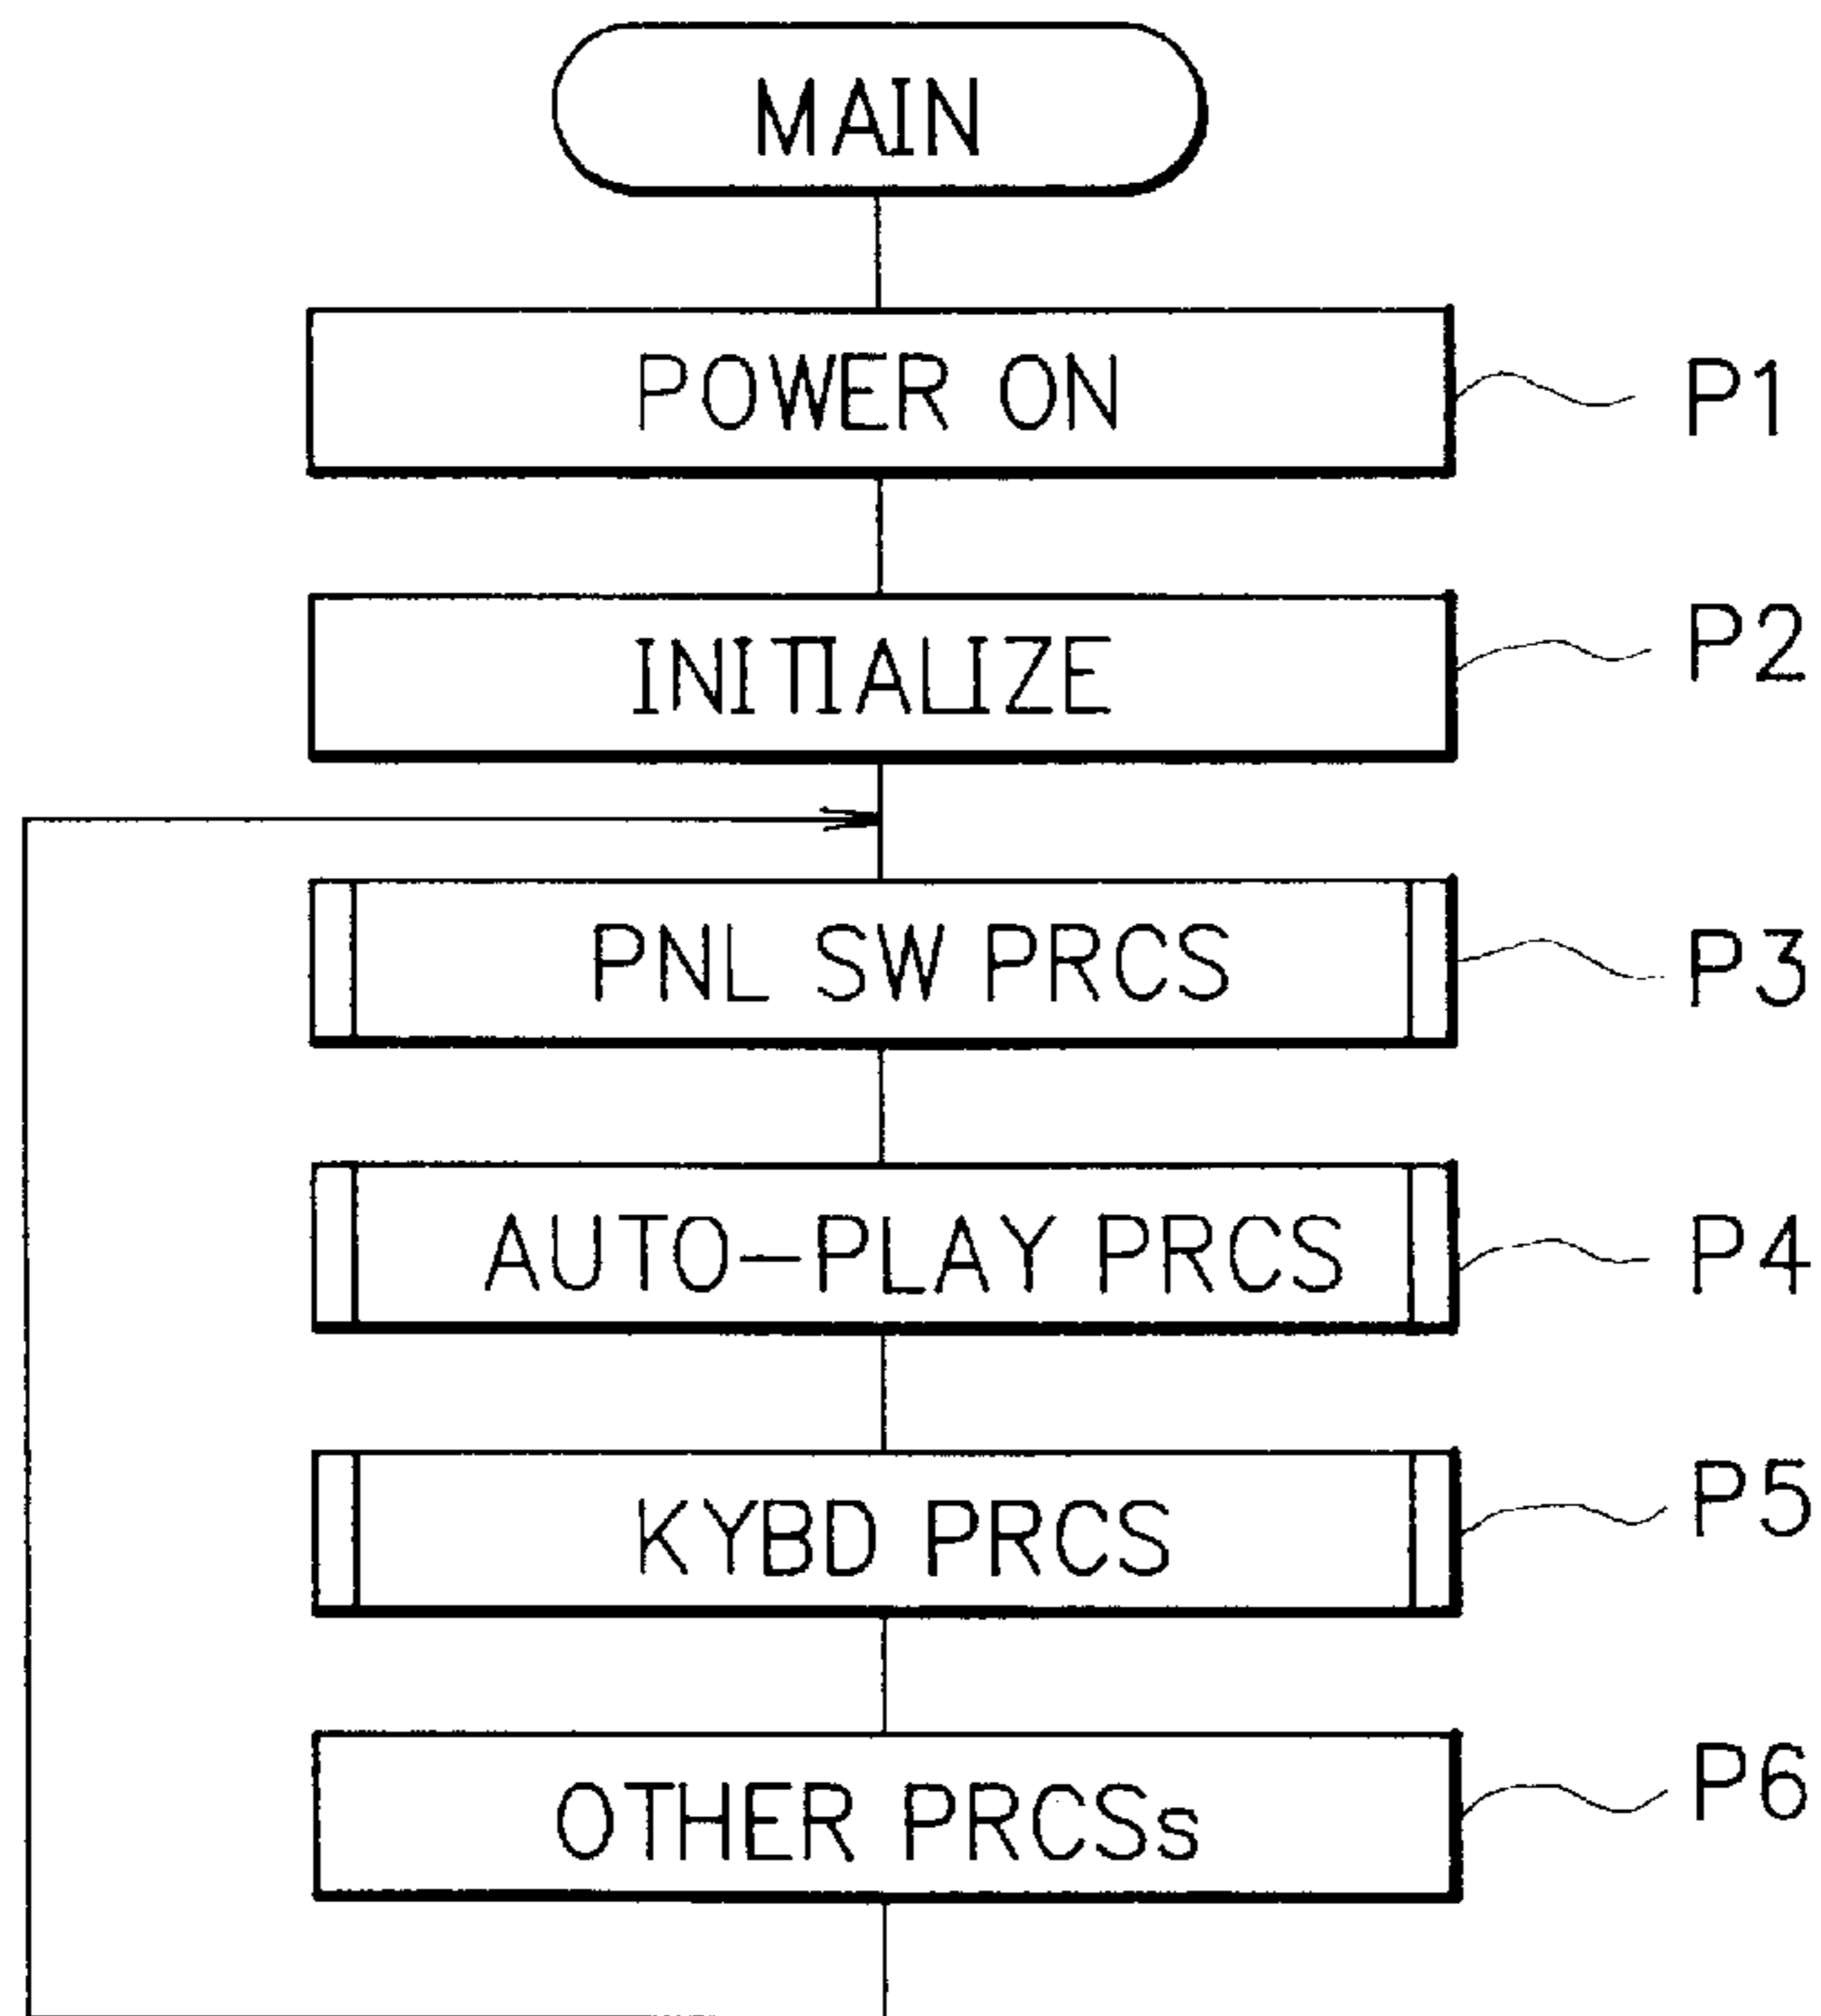 MAIN
POWER ON P1
INITIALIZE P2
PNL SW PRCS P3
AUTO-PLAY PRCS P4
KYBD PRCS P5
OTHER PRCSs P6